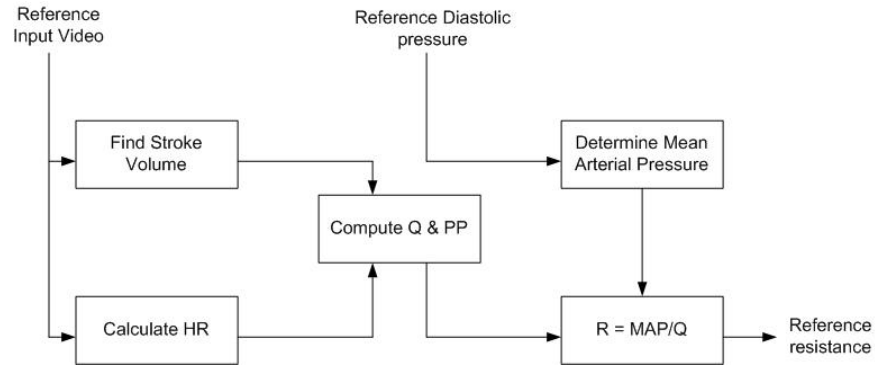 Reference
Input Video
Reference Diastolic
pressure
Find Stroke
Volume
Determine Mean
Arterial Pressure
Compute Q & PP
Calculate HR
R = MAP/Q
Reference
resistance